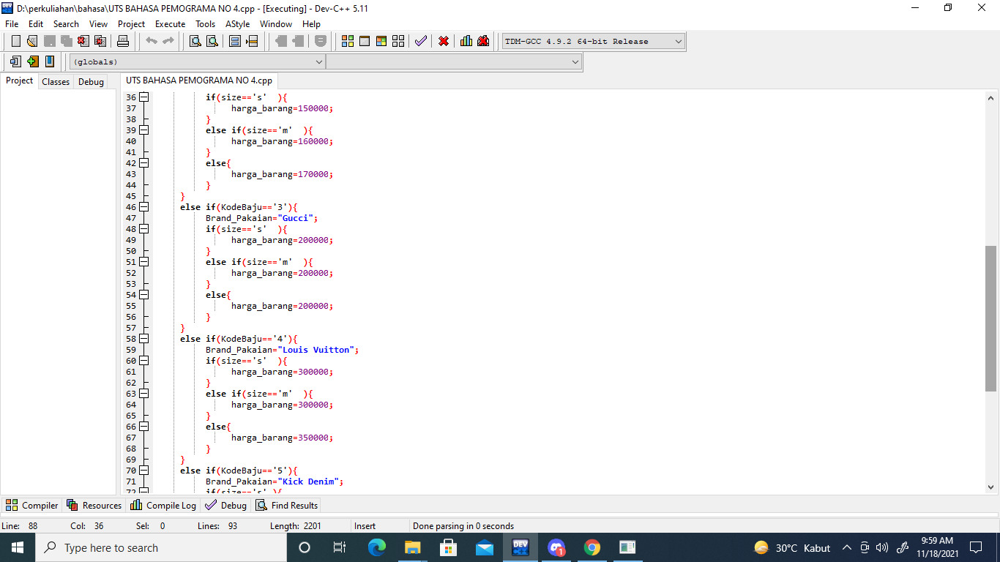 D:\perkuliahan\bahasa\UTS BAHASA PEMOGRAMA NO 4.cpp - [Executing] - Dev-C++ 5.11
File Edit Search View Project Execute Tools AStyle Window Help
TDM-GCC 4.9.2 64-bit Release
(globals)
Project Classes Debug
UTS BAHASA PEMOGRAMA NO 4.cpp
36 if(size=='s'  ){
37 harga_barang=150000;
38 }
39 else if(size=='m'  ){
40 harga_barang=160000;
41 }
42 else{
43 harga_barang=170000;
44 }
45 }
46 else if(KodeBaju=='3'){
47 Brand_Pakaian="Gucci";
48 if(size=='s'  ){
49 harga_barang=200000;
50 }
51 else if(size=='m'  ){
52 harga_barang=200000;
53 }
54 else{
55 harga_barang=200000;
56 }
57 }
58 else if(KodeBaju=='4'){
59 Brand_Pakaian="Louis Vuitton";
60 if(size=='s'  ){
61 harga_barang=300000;
62 }
63 else if(size=='m'  ){
64 harga_barang=300000;
65 }
66 else{
67 harga_barang=350000;
68 }
69 }
70 else if(KodeBaju=='5'){
71 Brand_Pakaian="Kick Denim";
72 if(size=='s' ){
Compiler Resources Compile Log Debug Find Results
Line: 88 Col: 36 Sel: 0 Lines: 93 Length: 2201 Insert Done parsing in 0 seconds
Type here to search
DEV
1
30°C Kabut
9:59 AM
11/18/2021